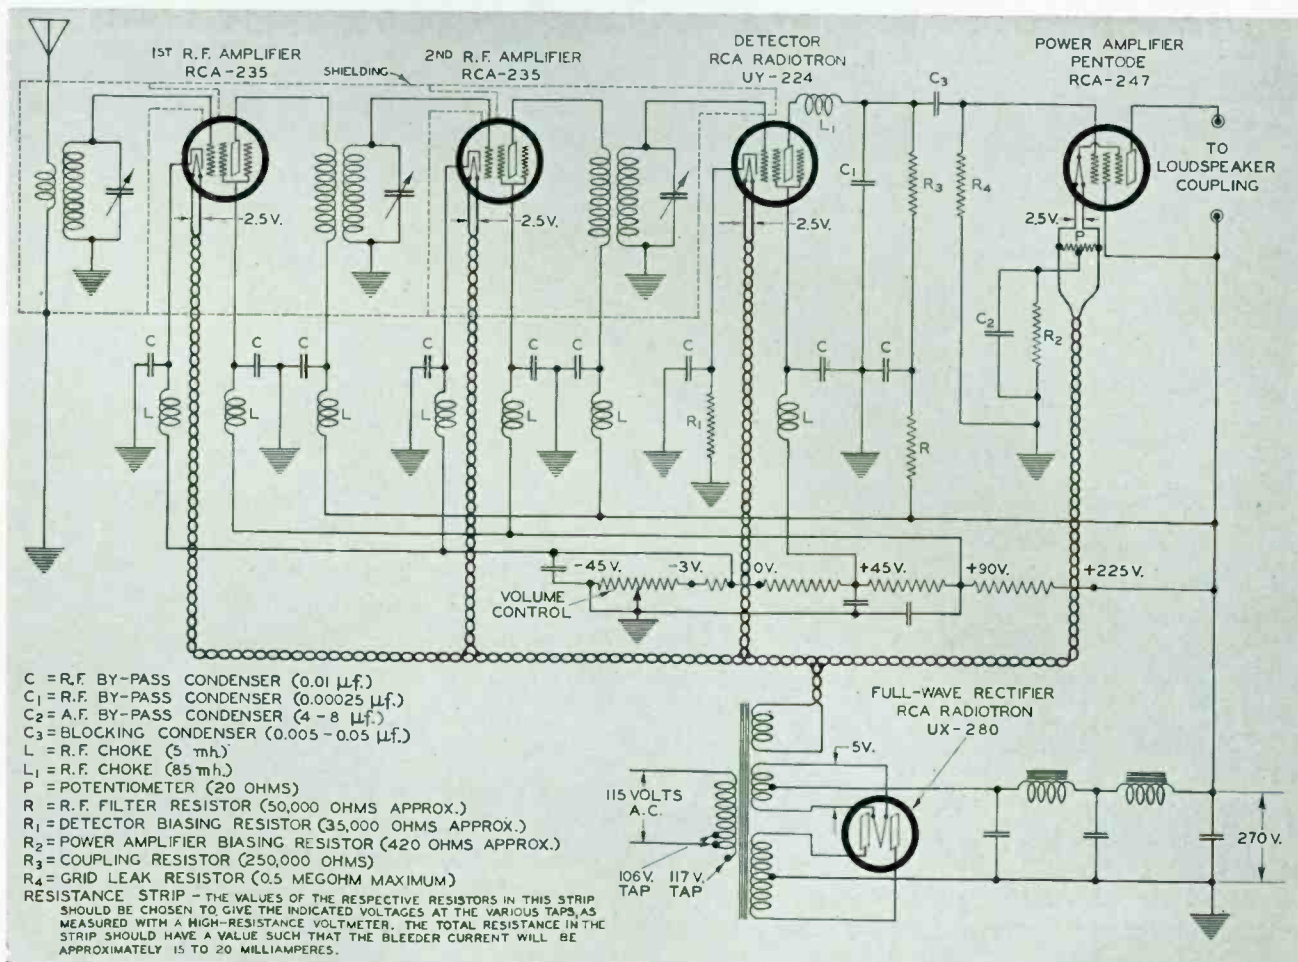 1ST R.F. AMPLIFIER
RCA-235
SHIELDING
2ND R.F. AMPLIFIER
RCA-235
DETECTOR
RCA RADIOTRON
UY-224
POWER AMPLIFIER
PENTODE
RCA-247
C3
L1
TO
LOUDSPEAKER
COUPLING
C1
R3
R4
2.5V.
2.5V.
2.5V.
2.5V.
P
C2
R2
C
C
C
C
C
C
C
C
C
L
L
L
L
L
L
R1
L
R
-45V.
-3V.
0V.
+45V.
+90V.
+225V.
VOLUME
CONTROL
C = R.F. BY-PASS CONDENSER (0.01 µf.)
C1 = R.F. BY-PASS CONDENSER (0.00025 µf.)
C2 = A.F. BY-PASS CONDENSER (4-8 µf.)
C3 = BLOCKING CONDENSER (0.005-0.05 µf.)
L = R.F. CHOKE (5 mh.)
L1 = R.F. CHOKE (85 mh.)
P = POTENTIOMETER (20 OHMS)
R = R.F. FILTER RESISTOR (50,000 OHMS APPROX.)
R1 = DETECTOR BIASING RESISTOR (35,000 OHMS APPROX.)
R2 = POWER AMPLIFIER BIASING RESISTOR (420 OHMS APPROX.)
R3 = COUPLING RESISTOR (250,000 OHMS)
R4 = GRID LEAK RESISTOR (0.5 MEGOHM MAXIMUM)
RESISTANCE STRIP - THE VALUES OF THE RESPECTIVE RESISTORS IN THIS STRIP
SHOULD BE CHOSEN TO GIVE THE INDICATED VOLTAGES AT THE VARIOUS TAPS, AS
MEASURED WITH A HIGH-RESISTANCE VOLTMETER. THE TOTAL RESISTANCE IN THE
STRIP SHOULD HAVE A VALUE SUCH THAT THE BLEEDER CURRENT WILL BE
APPROXIMATELY 15 TO 20 MILLIAMPERES.
FULL-WAVE RECTIFIER
RCA RADIOTRON
UX-280
5V.
115 VOLTS
A.C.
106V.
TAP
117V.
TAP
270V.